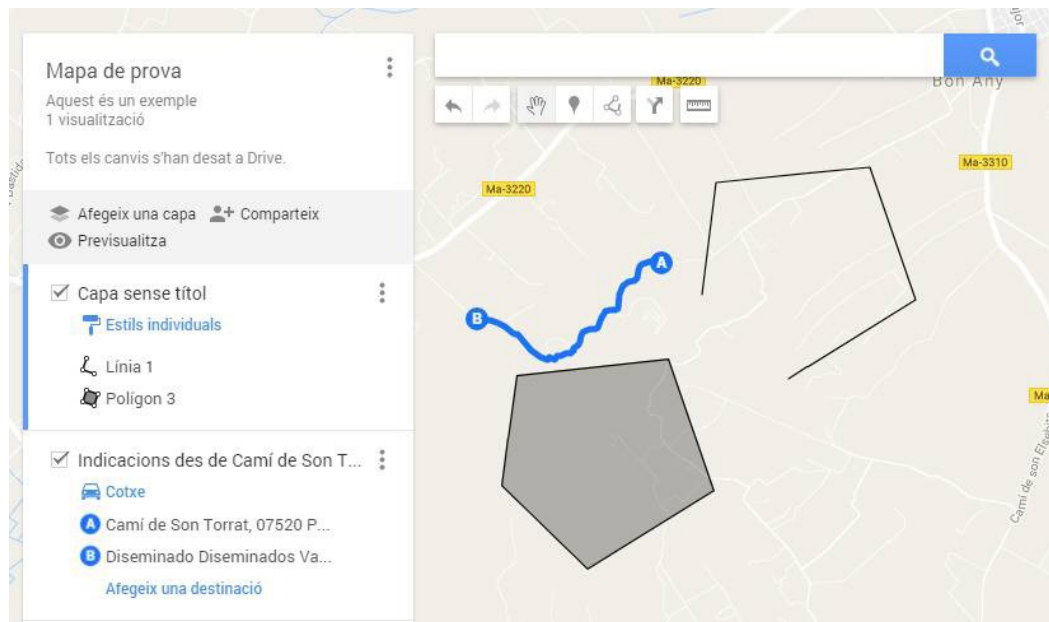 Mapa de prova
Aquest és un exemple
1 visualització
Tots els canvis s'han desat a Drive.
Afegeix una capa Comparteix
Previsualitza
Capa sense títol
Estils individuals
Línia 1
Polígon 3
Indicacions des de Camí de Son T...
Cotxe
A Camí de Son Torrat, 07520 P...
B Diseminado Diseminados Va...
Afegeix una destinació
Ma-3220
Bon Any
Ma-3310
Ma-3220
A
B
Ma
Camí de son